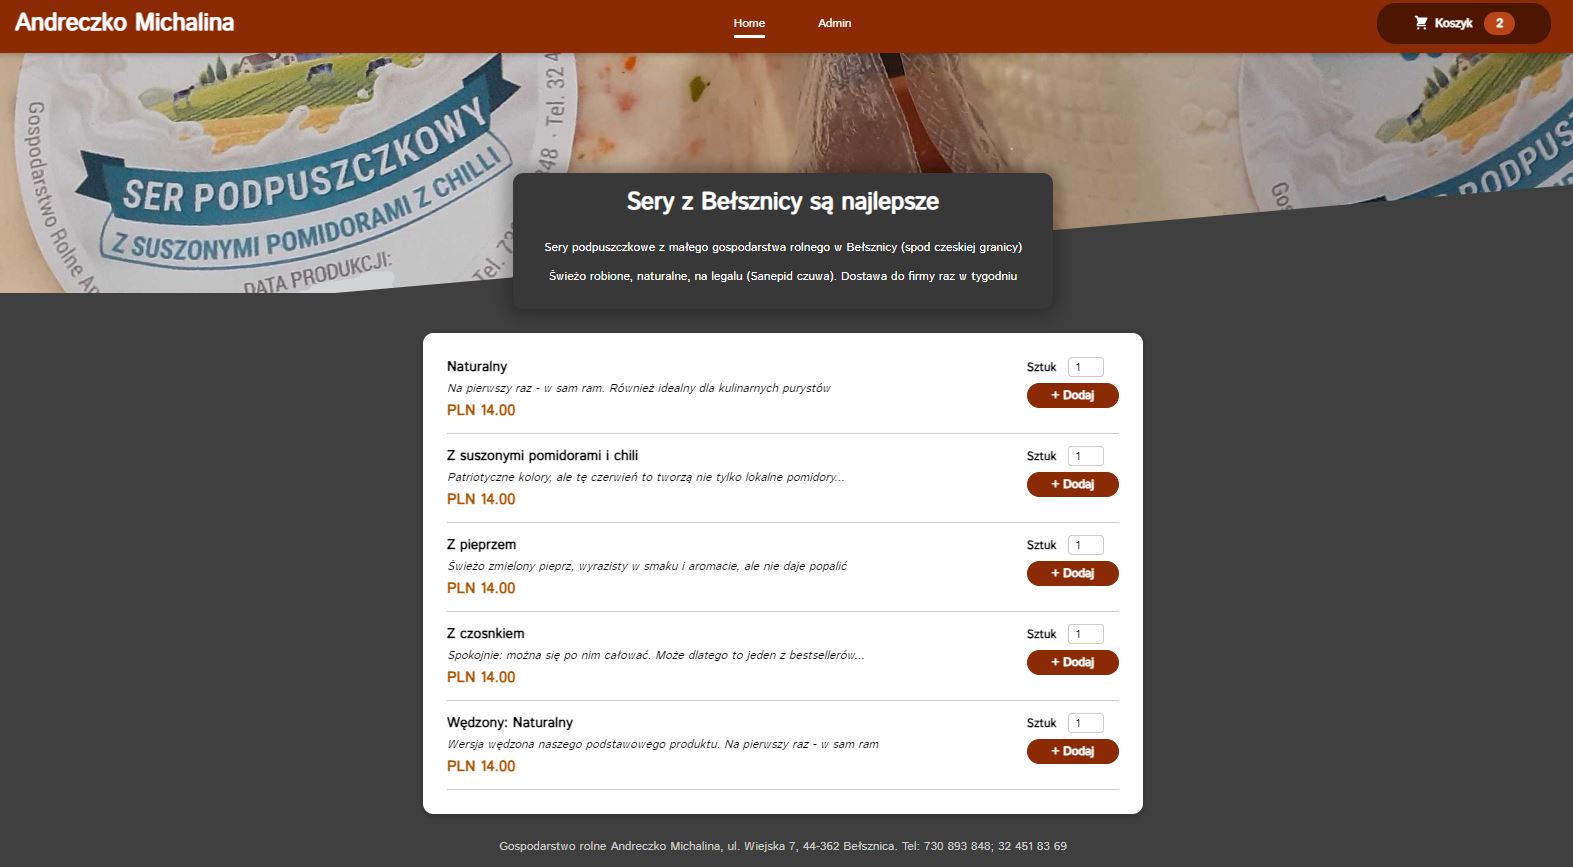 Andreczko Michalina
Home
Admin
Koszyk
2
Gospodarstwo Rolne An
SER PODPUSZCZKOWY
Z SUSZONYMI POMIDORAMI Z CHILLI
DATA PRODUKCJI:
848 · Tel. 32 4
Tel. 73
Gos
ODPUS
Sery z Bełsznicy są najlepsze
Sery podpuszczkowe z małego gospodarstwa rolnego w Bełsznicy (spod czeskiej granicy)
Świeżo robione, naturalne, na legalu (Sanepid czuwa). Dostawa do firmy raz w tygodniu
Naturalny
Na pierwszy raz - w sam ram. Również idealny dla kulinarnych purystów
PLN 14.00
Sztuk 1
+ Dodaj
Z suszonymi pomidorami i chili
Patriotyczne kolory, ale tę czerwień to tworzą nie tylko lokalne pomidory...
PLN 14.00
Sztuk 1
+ Dodaj
Z pieprzem
Świeżo zmielony pieprz, wyrazisty w smaku i aromacie, ale nie daje popalić
PLN 14.00
Sztuk 1
+ Dodaj
Z czosnkiem
Spokojnie: można się po nim całować. Może dlatego to jeden z bestsellerów...
PLN 14.00
Sztuk 1
+ Dodaj
Wędzony: Naturalny
Wersja wędzona naszego podstawowego produktu. Na pierwszy raz - w sam ram
PLN 14.00
Sztuk 1
+ Dodaj
Gospodarstwo rolne Andreczko Michalina, ul. Wiejska 7, 44-362 Bełsznica. Tel: 730 893 848; 32 451 83 69